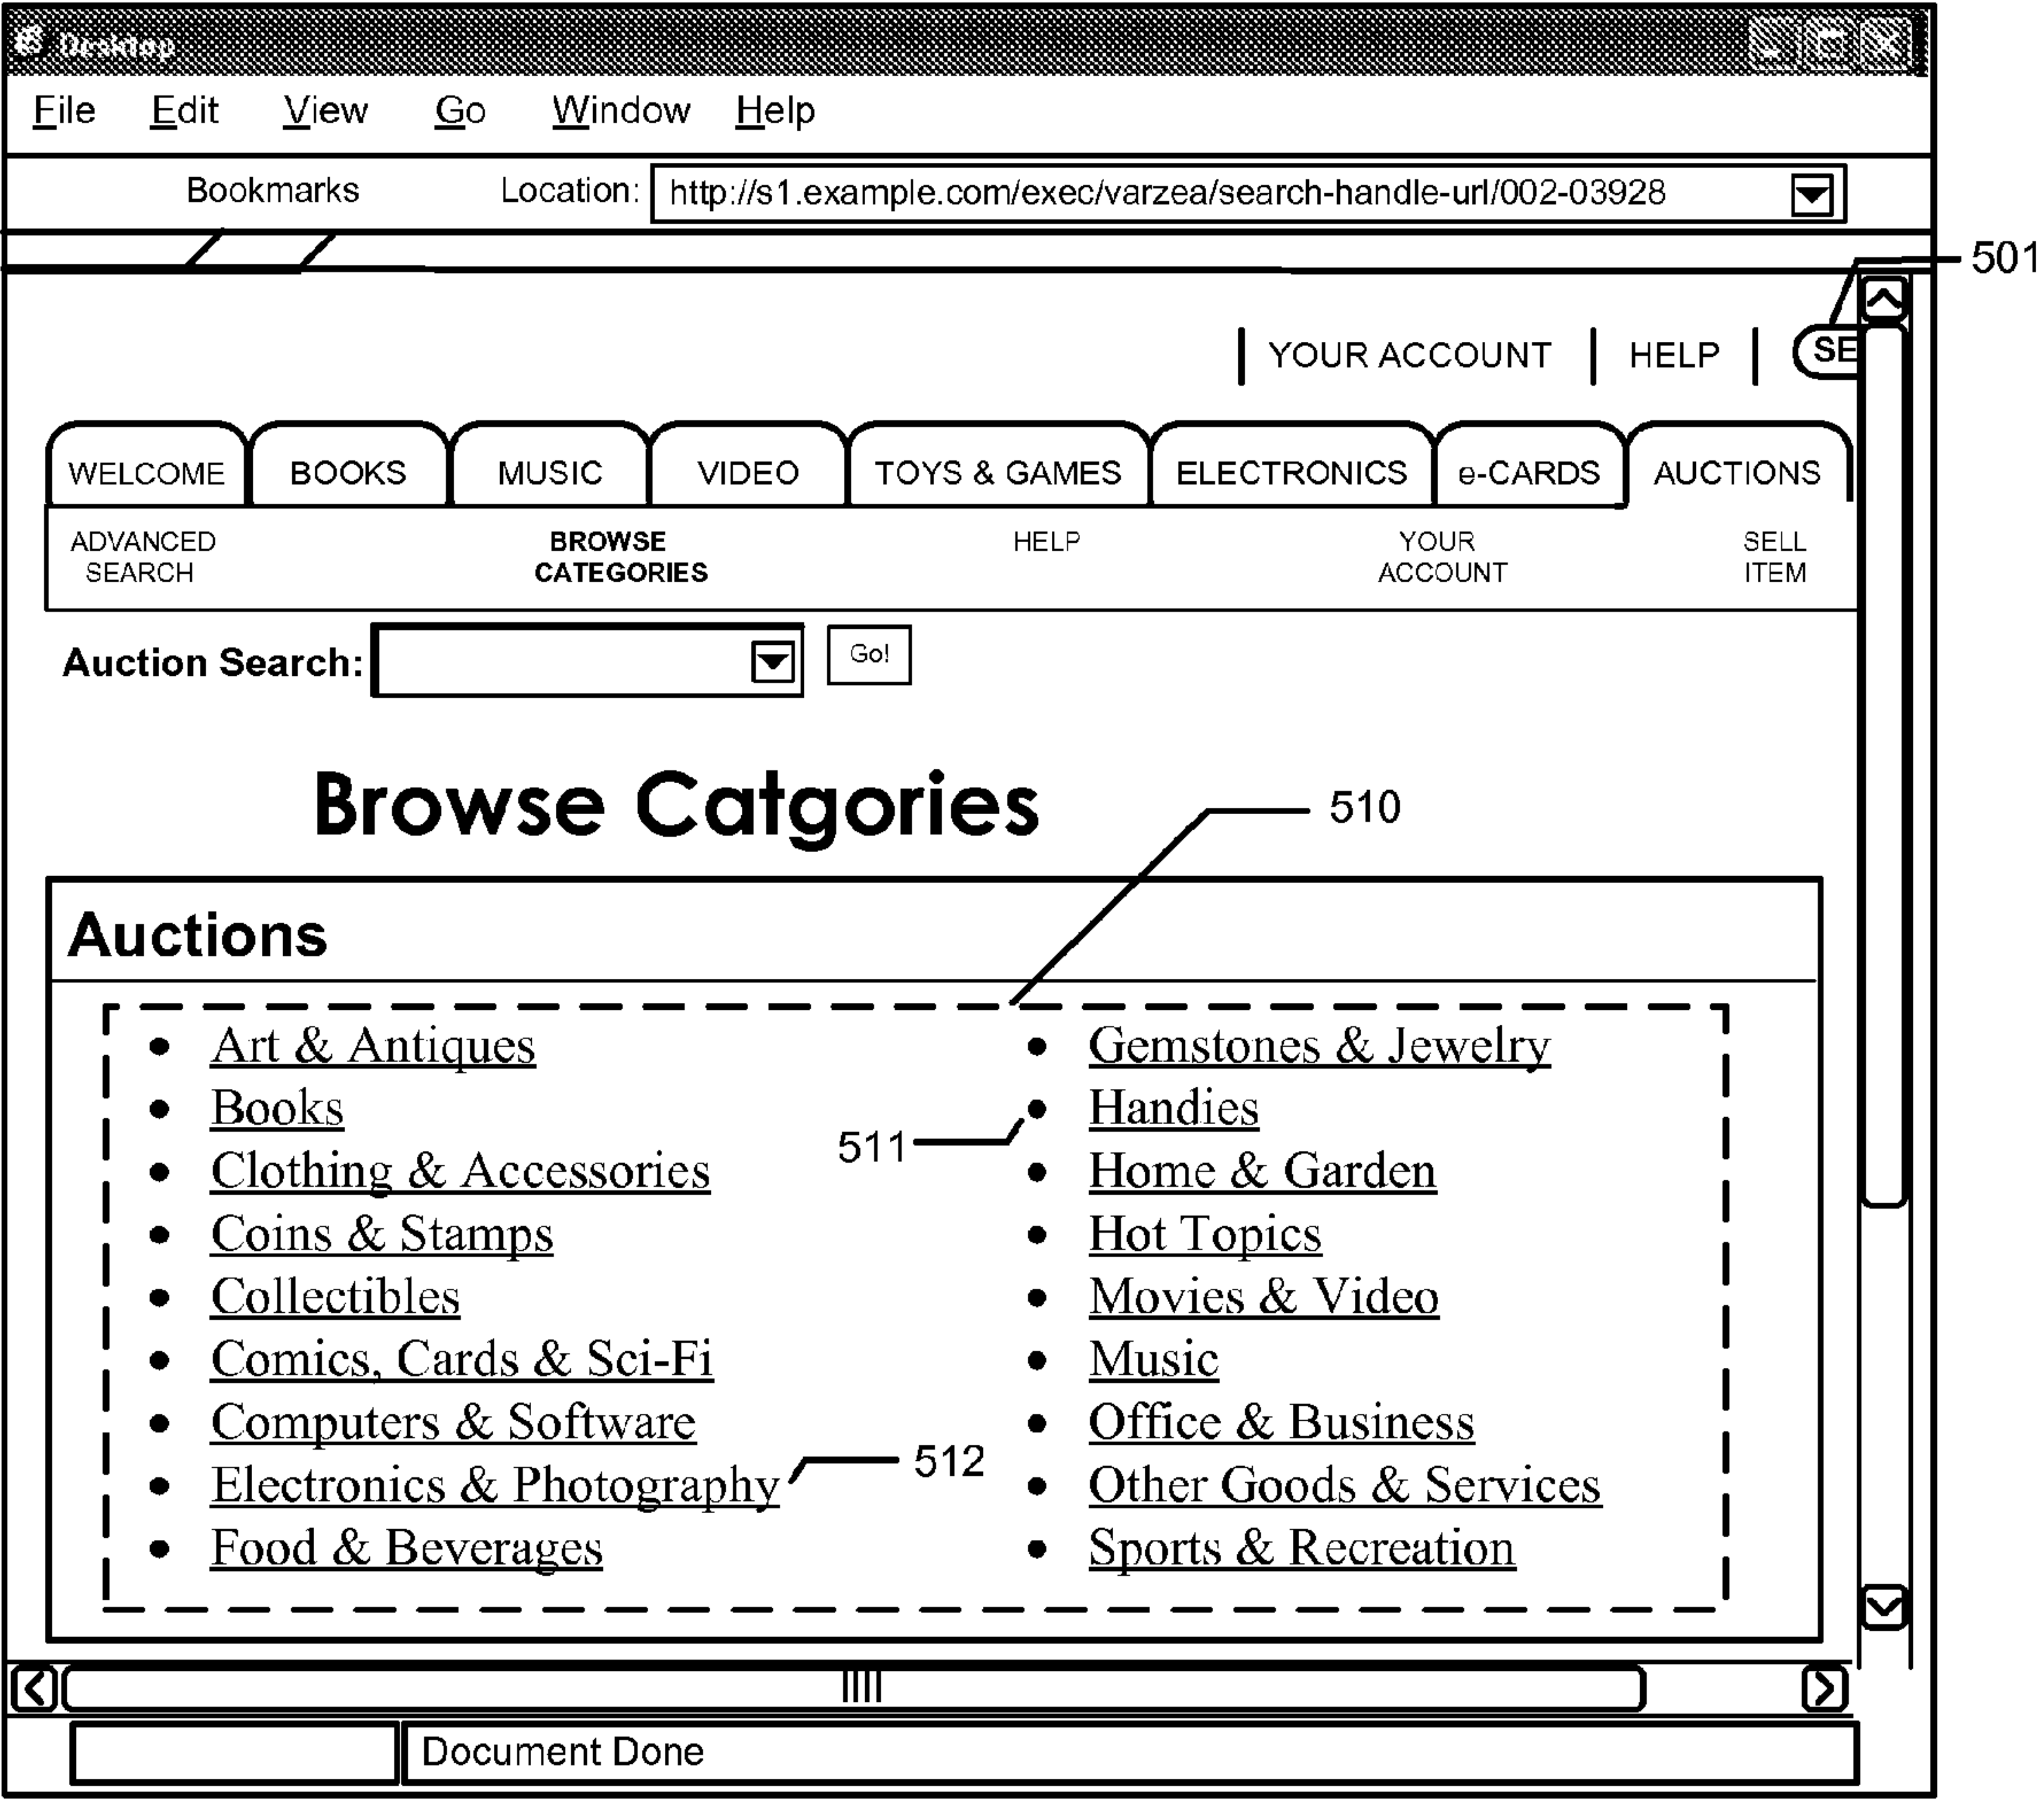 Desktop
File Edit View Go Window Help
Bookmarks Location: http://s1.example.com/exec/varzea/search-handle-url/002-03928
501
YOUR ACCOUNT HELP SE
WELCOME BOOKS MUSIC VIDEO TOYS & GAMES ELECTRONICS e-CARDS AUCTIONS
ADVANCED SEARCH BROWSE CATEGORIES HELP YOUR ACCOUNT SELL ITEM
Auction Search: Go!
Browse Catgories
510
Auctions
Art & Antiques
Books
Clothing & Accessories
Coins & Stamps
Collectibles
Comics, Cards & Sci-Fi
Computers & Software
Electronics & Photography
512
Food & Beverages
Gemstones & Jewelry
511
Handies
Home & Garden
Hot Topics
Movies & Video
Music
Office & Business
Other Goods & Services
Sports & Recreation
Document Done